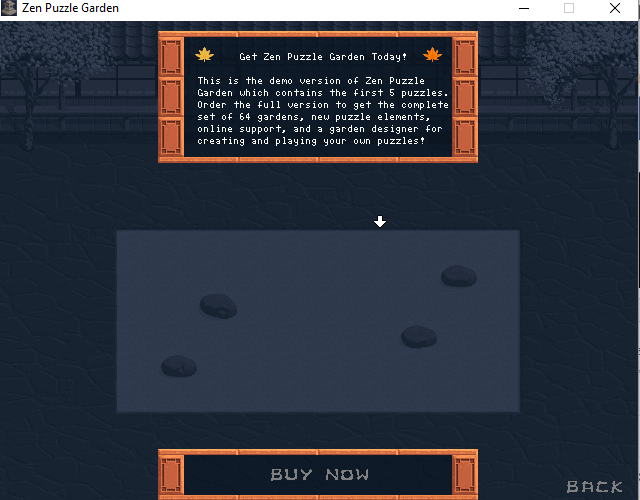 Zen Puzzle Garden
Get Zen Puzzle Garden Today!
This is the demo version of Zen Puzzle
Garden which contains the first 5 puzzles.
Order the full version to get the complete
set of 64 gardens, new puzzle elements,
online support, and a garden designer for
creating and playing your own puzzles!
BUY NOW
BACK